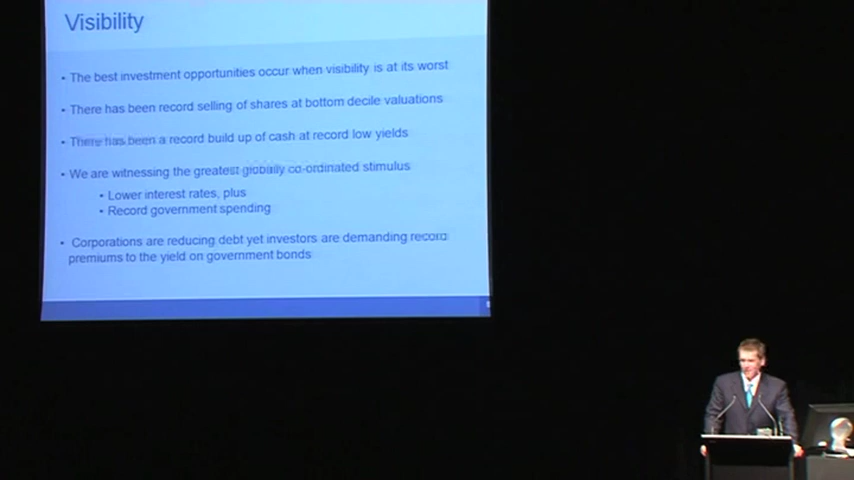 Visibility
• The best investment opportunities occur when visibility is at its worst
• There has been record selling of shares at bottom decile valuations
• There has been a record build up of cash at record low yields
• We are witnessing the greatest globally co-ordinated stimulus
• Lower interest rates, plus
• Record government spending
• Corporations are reducing debt yet investors are demanding record
premiums to the yield on government bonds